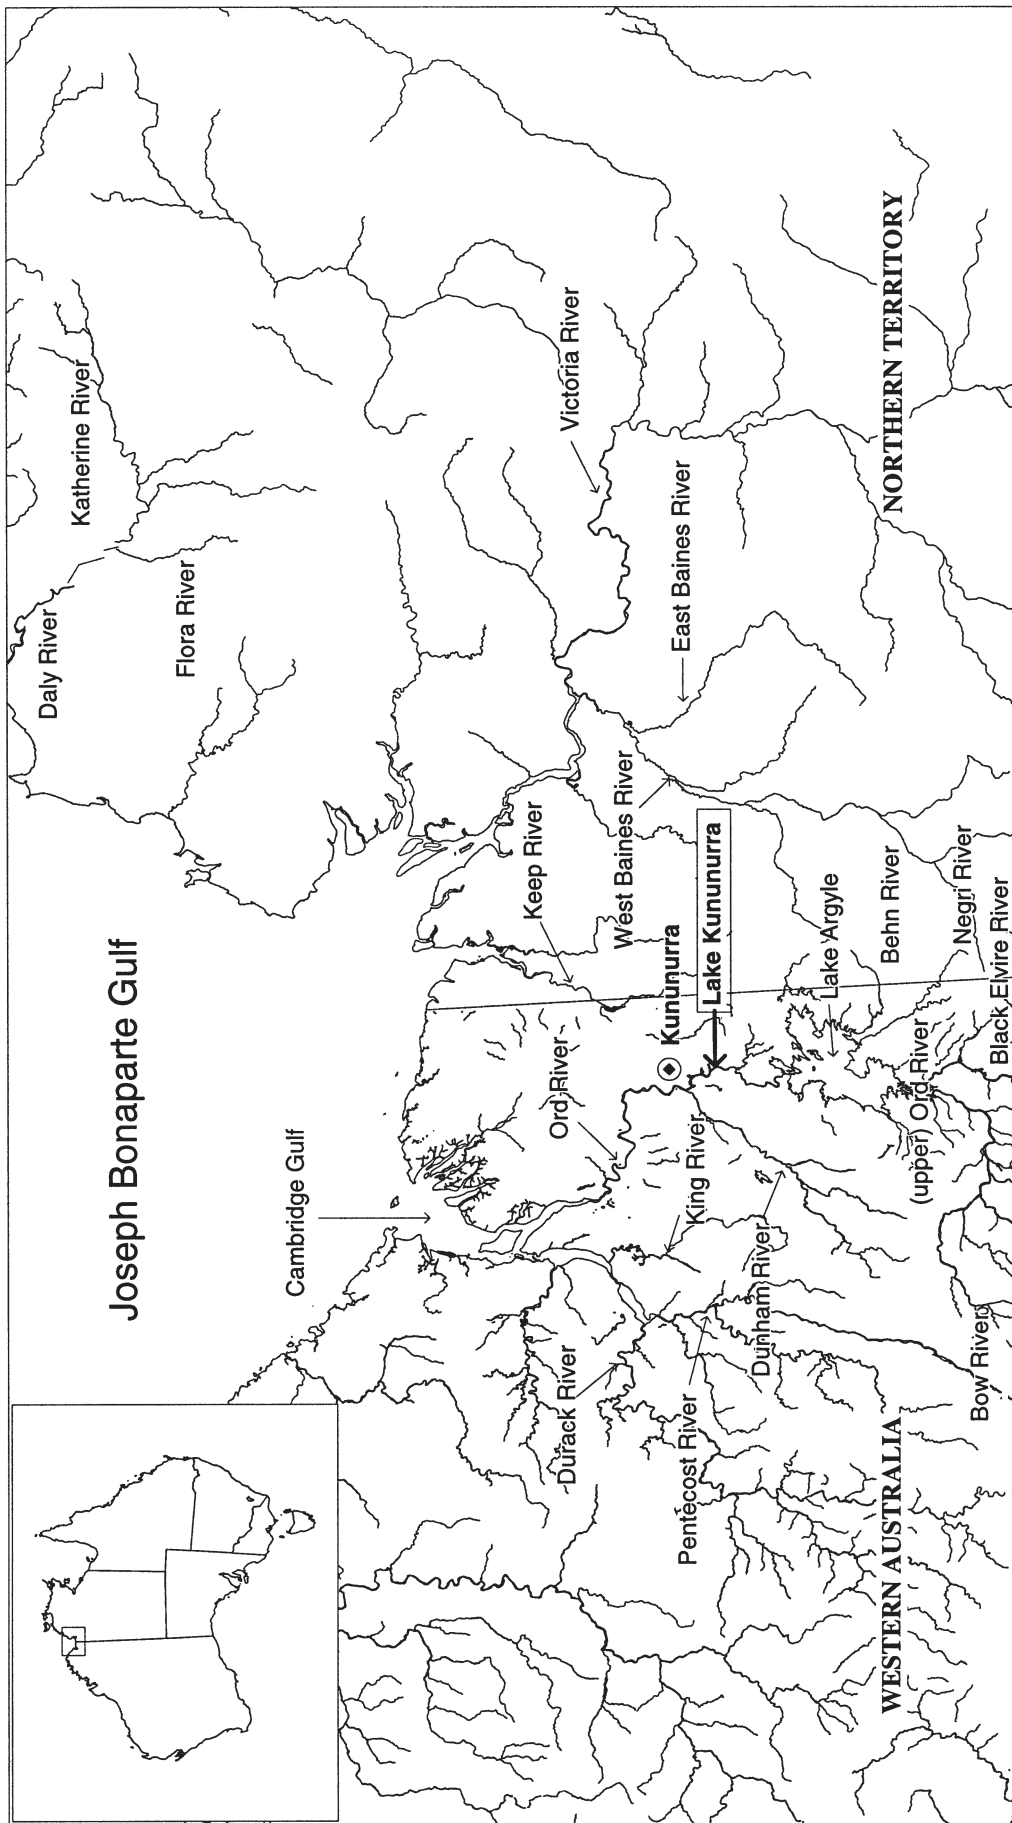 Joseph Bonaparte Gulf
Cambridge Gulf
Daly River
Katherine River
Flora River
Victoria River
East Baines River
West Baines River
Keep River
Kununurra
Lake Kununurra
Ord River
King River
Dunham River
Durack River
Pentecost River
Lake Argyle
Behn River
Negri River
Black Elvire River
(upper) Ord River
Bow River
NORTHERN TERRITORY
WESTERN AUSTRALIA